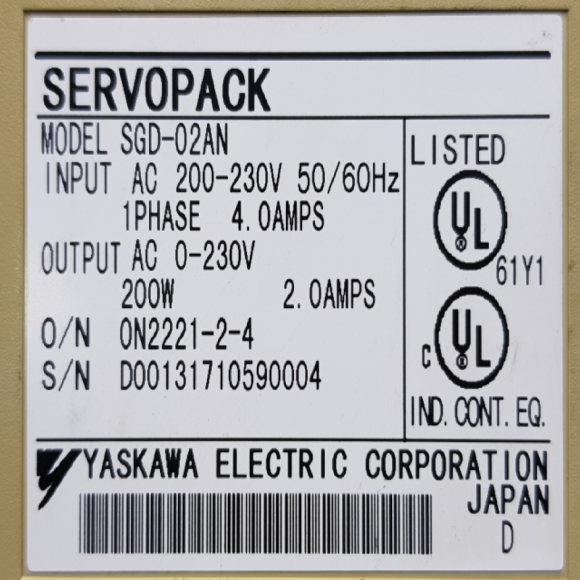 SERVOPACK
MODEL SGD-02AN
INPUT AC 200-230V 50/60Hz
1PHASE 4.0AMPS
OUTPUT AC 0-230V
200W 2.0AMPS
O/N 0N2221-2-4
S/N D00131710590004
LISTED
UL
®
61Y1
C
UL
®
IND. CONT. EQ.
YASKAWA ELECTRIC CORPORATION
JAPAN
D